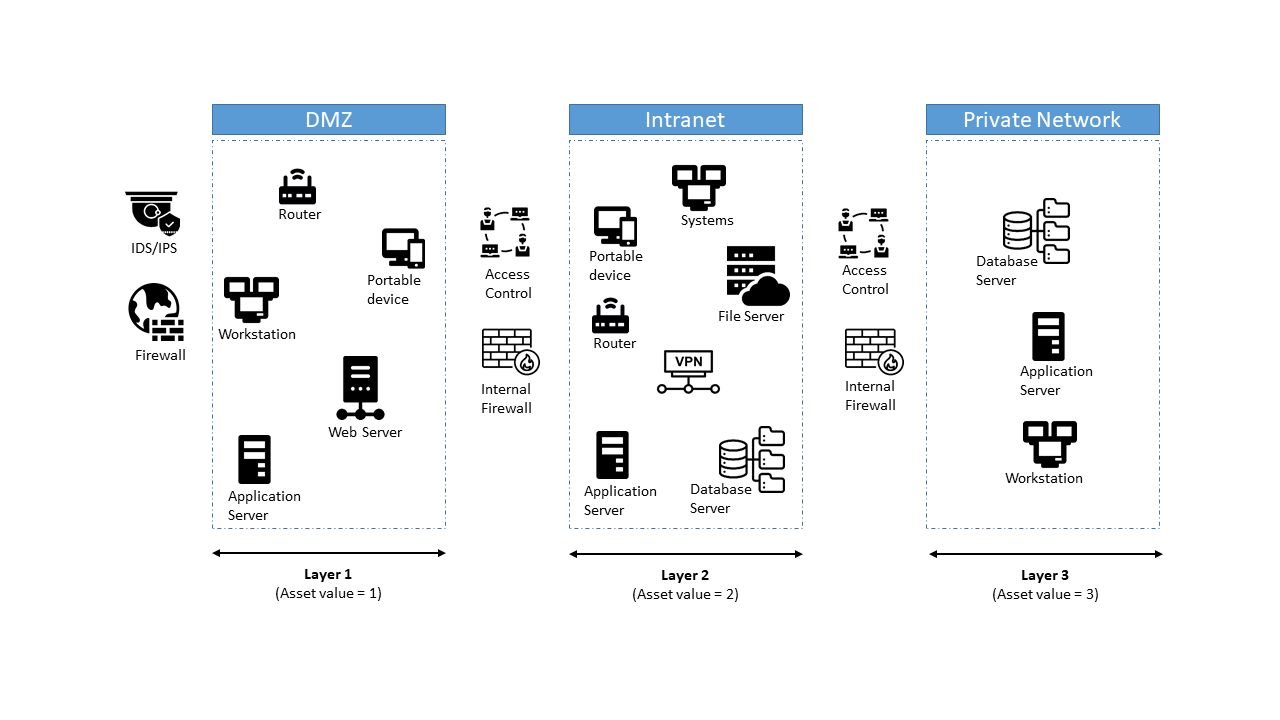 DMZ
Intranet
Private Network
IDS/IPS
Firewall
Router
Portable
device
Workstation
Web Server
Application
Server
Access
Control
Internal
Firewall
Systems
Portable
device
File Server
Router
VPN
Application
Server
Database
Server
Access
Control
Internal
Firewall
Database
Server
Application
Server
Workstation
Layer 1
(Asset value = 1)
Layer 2
(Asset value = 2)
Layer 3
(Asset value = 3)